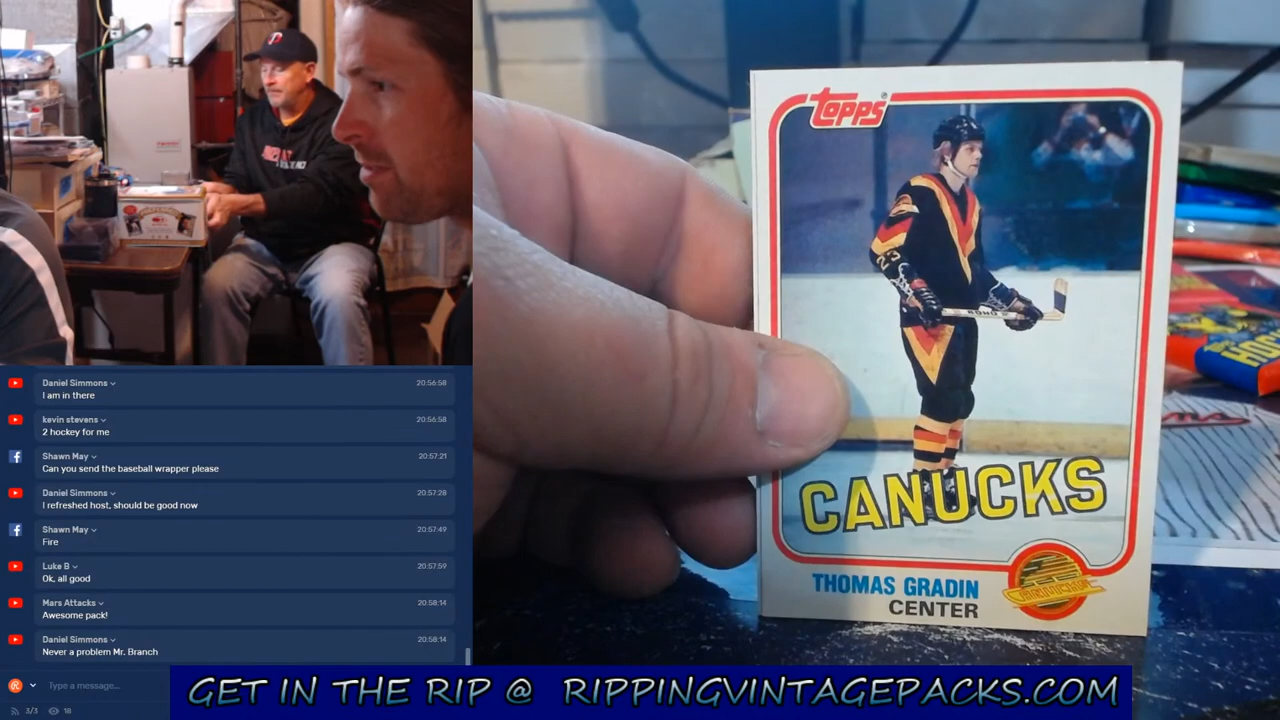 Daniel Simmons
20:56:58
I am in there
kevin stevens
20:56:58
2 hockey for me
Shawn May
20:57:21
Can you send the baseball wrapper please
Daniel Simmons
20:57:28
I refreshed host, should be good now
Shawn May
20:57:49
Fire
Luke B
20:57:59
Ok, all good
Mars Attacks
20:58:14
Awesome pack!
Daniel Simmons
20:58:14
Never a problem Mr. Branch
Type a message...
3/3
18
TOPPS
23
KOHO
CANUCKS
THOMAS GRADIN
CENTER
CANUCKS
GET IN THE RIP @ RIPPINGVINTAGEPACKS.COM